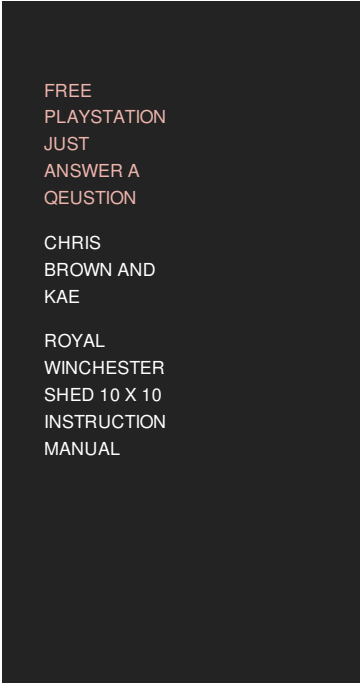 FREE
PLAYSTATION
JUST
ANSWER A
QEUSTION
CHRIS
BROWN AND
KAE
ROYAL
WINCHESTER
SHED 10 X 10
INSTRUCTION
MANUAL